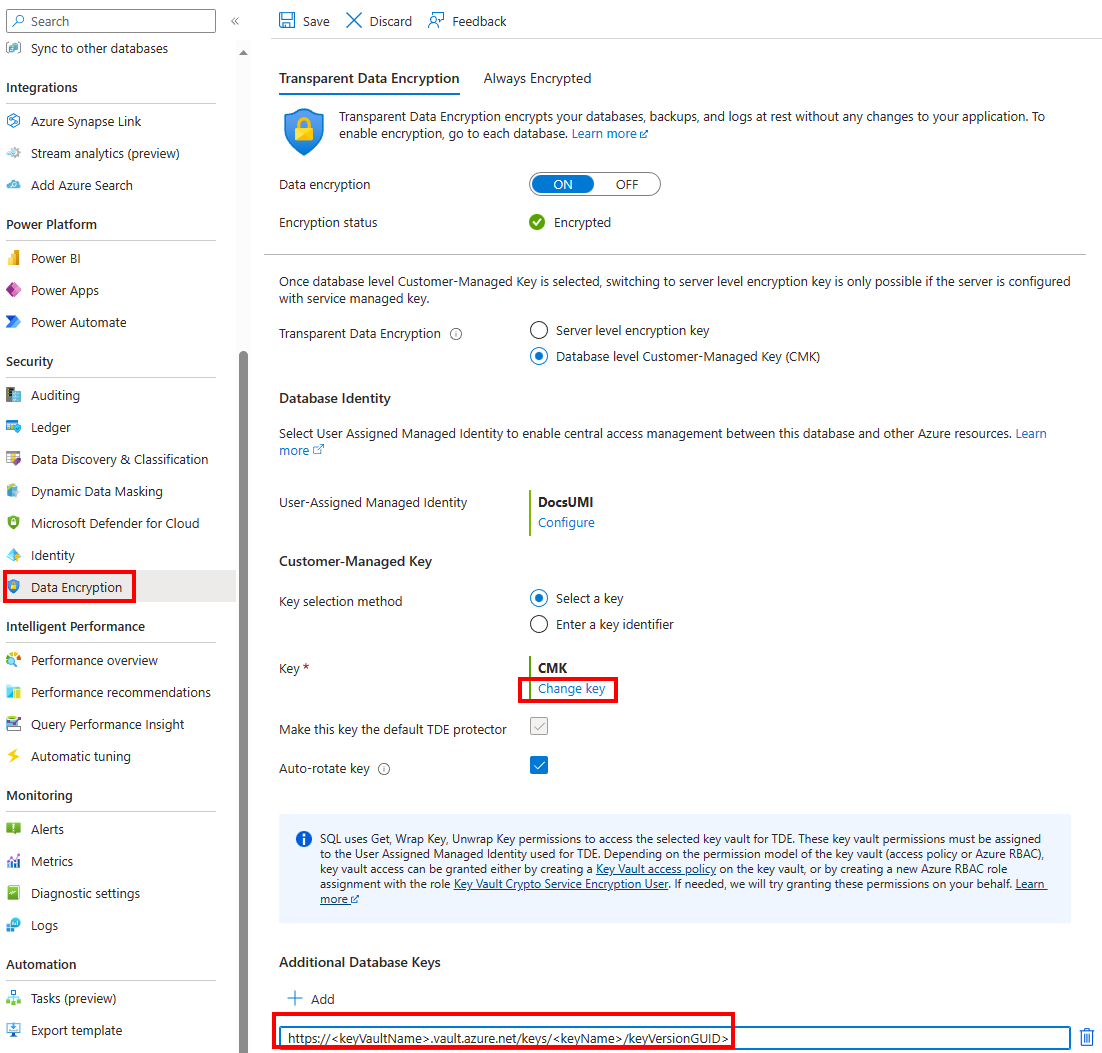 Search
«
Sync to other databases
Integrations
Azure Synapse Link
Stream analytics (preview)
Add Azure Search
Power Platform
Power BI
Power Apps
Power Automate
Security
Auditing
Ledger
Data Discovery & Classification
Dynamic Data Masking
Microsoft Defender for Cloud
Identity
Data Encryption
Intelligent Performance
Performance overview
Performance recommendations
Query Performance Insight
Automatic tuning
Monitoring
Alerts
Metrics
Diagnostic settings
Logs
Automation
Tasks (preview)
Export template
Save
Discard
Feedback
Transparent Data Encryption
Always Encrypted
Transparent Data Encryption encrypts your databases, backups, and logs at rest without any changes to your application. To
enable encryption, go to each database. Learn more
Data encryption
ON
OFF
Encryption status
Encrypted
Once database level Customer-Managed Key is selected, switching to server level encryption key is only possible if the server is configured
with service managed key.
Transparent Data Encryption
Server level encryption key
Database level Customer-Managed Key (CMK)
Database Identity
Select User Assigned Managed Identity to enable central access management between this database and other Azure resources. Learn
more
User-Assigned Managed Identity
DocsUMI
Configure
Customer-Managed Key
Key selection method
Select a key
Enter a key identifier
Key *
CMK
Change key
Make this key the default TDE protector
Auto-rotate key
SQL uses Get, Wrap Key, Unwrap Key permissions to access the selected key vault for TDE. These key vault permissions must be assigned
to the User Assigned Managed Identity used for TDE. Depending on the permission model of the key vault (access policy or Azure RBAC),
key vault access can be granted either by creating a Key Vault access policy on the key vault, or by creating a new Azure RBAC role
assignment with the role Key Vault Crypto Service Encryption User. If needed, we will try granting these permissions on your behalf. Learn
more
Additional Database Keys
Add
https://<keyVaultName>.vault.azure.net/keys/<keyName>/keyVersionGUID>